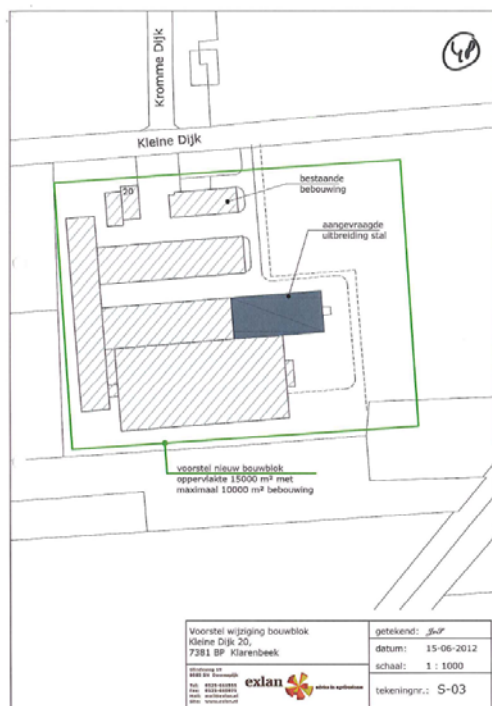 48
Kromme Dijk
Kleine Dijk
20
bestaande
bebouwing
aangevraagde
uitbreiding stal
voorstel nieuw bouwblok
oppervlakte 15000 m² met
maximaal 10000 m² bebouwing
Voorstel wijziging bouwblok
Kleine Dijk 20,
7381 BP Klarenbeek
getekend:
datum: 15-06-2012
schaal: 1 : 1000
exlan
tekeningnr.: S-03